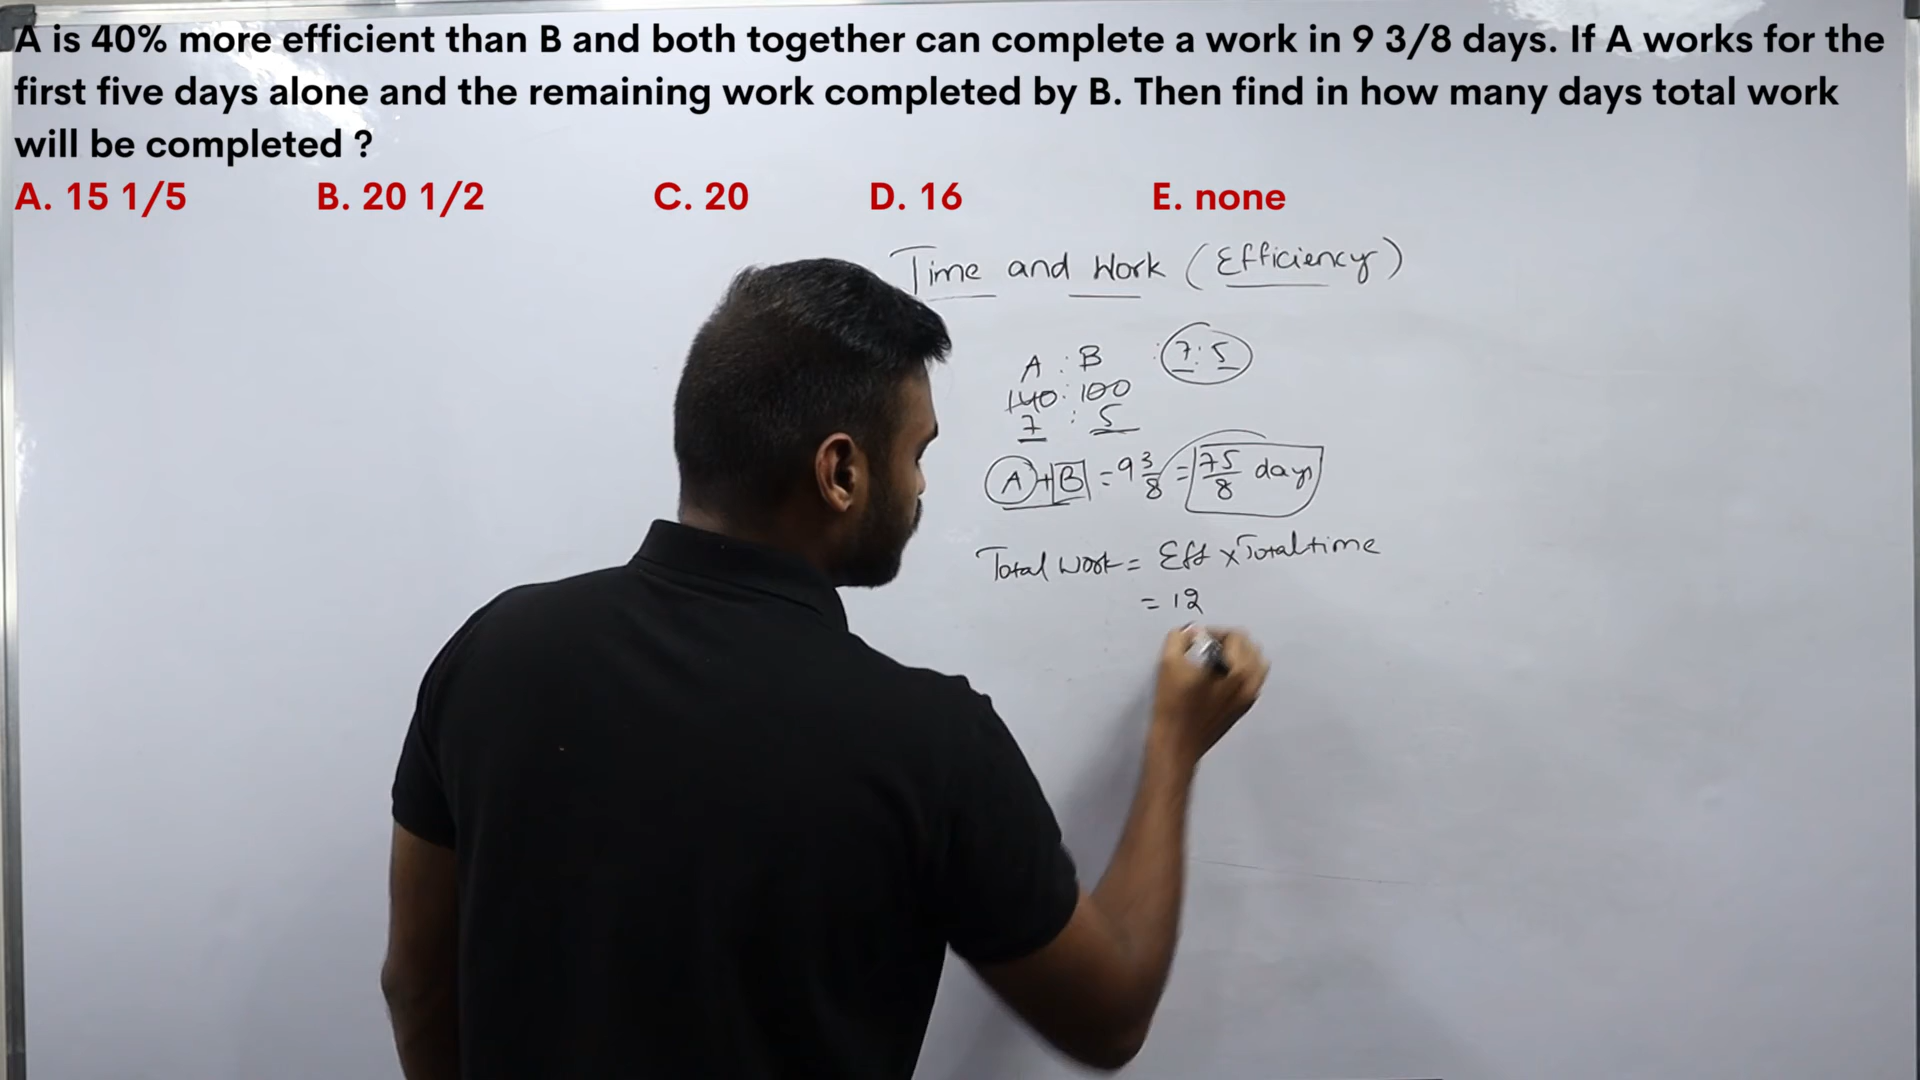 A is 40% more efficient than B and both together can complete a work in 9 3/8 days. If A works for the
first five days alone and the remaining work completed by B. Then find in how many days total work
will be completed ?
A. 15 1/5 B. 20 1/2 C. 20 D. 16 E. none
Time and Work (Efficiency)
A : B : 7:5
140:100
7 : 5
A+B = 9 3/8 = 75/8 days
Total Work = Eff x Total time
= 12